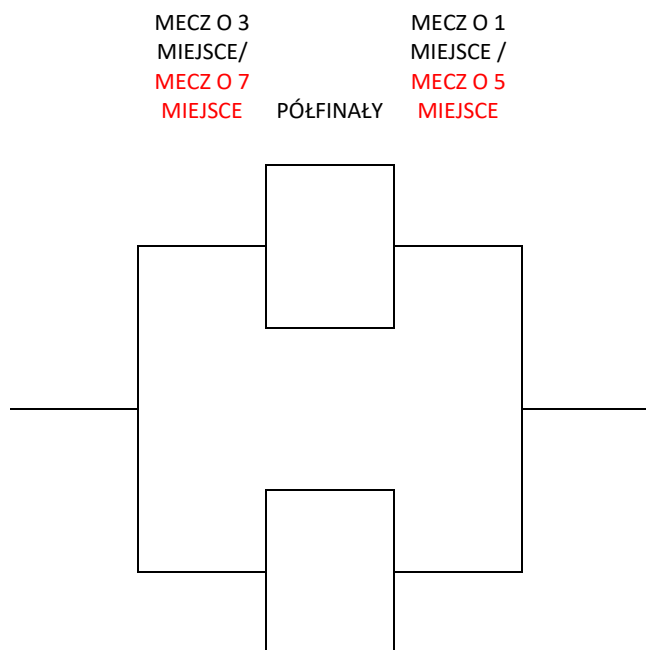 MECZ O 3
MIEJSCE/
MECZ O 7
MIEJSCE
PÓŁFINAŁY
MECZ O 1
MIEJSCE /
MECZ O 5
MIEJSCE